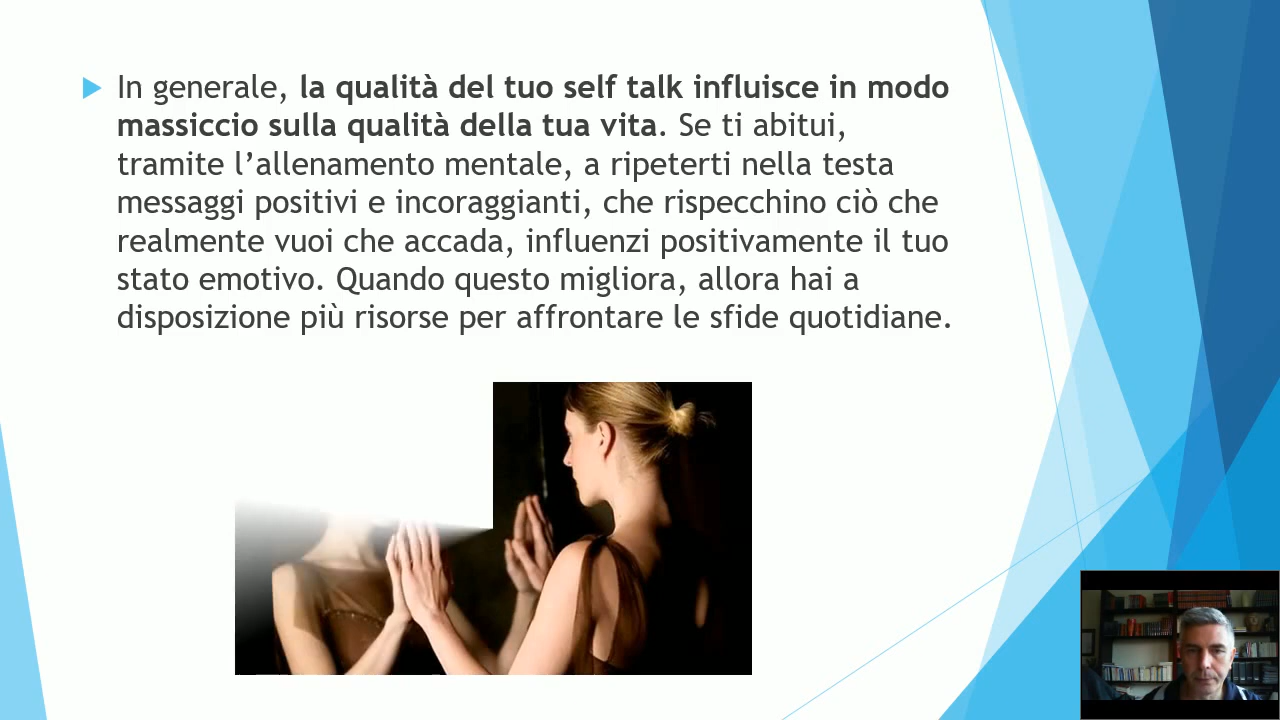 In generale, la qualità del tuo self talk influisce in modo
massiccio sulla qualità della tua vita. Se ti abitui,
tramite l’allenamento mentale, a ripeterti nella testa
messaggi positivi e incoraggianti, che rispecchino ciò che
realmente vuoi che accada, influenzi positivamente il tuo
stato emotivo. Quando questo migliora, allora hai a
disposizione più risorse per affrontare le sfide quotidiane.